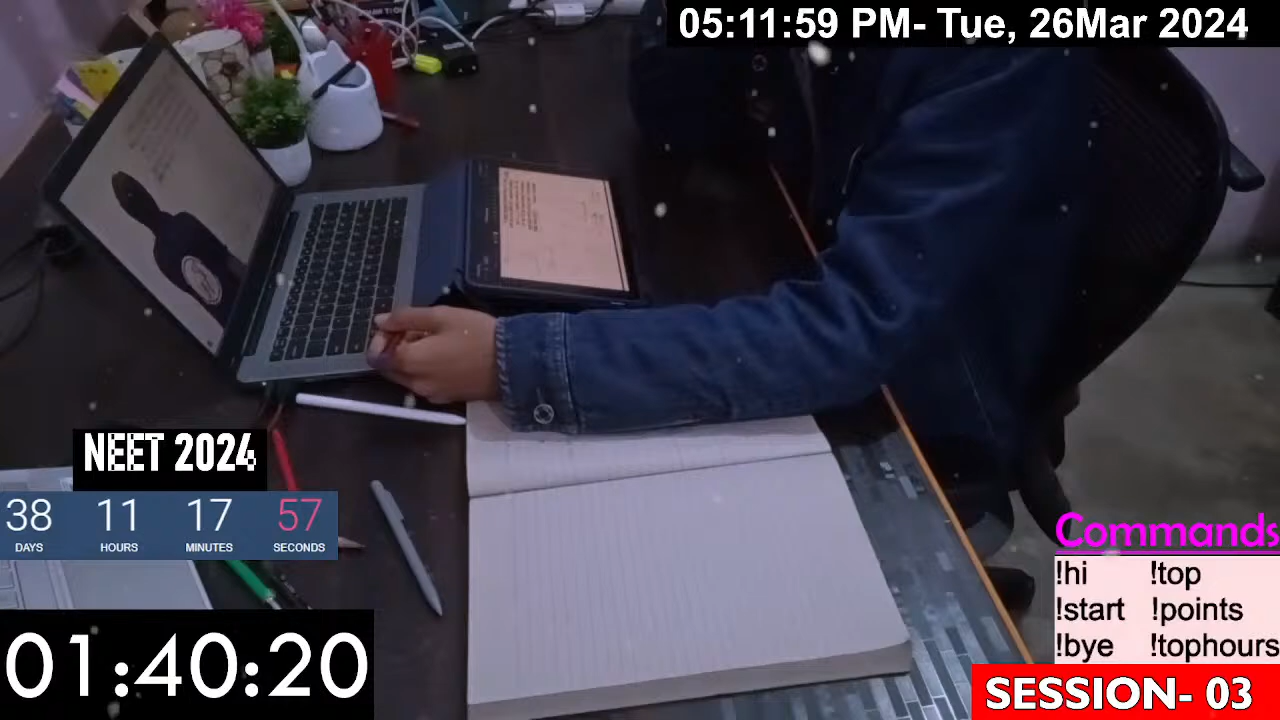 05:11:59 PM- Tue, 26Mar 2024
NEET 2024
38 11 17 57
DAYS HOURS MINUTES SECONDS
01:40:20
Commands
!hi !top
!start !points
!bye !tophours
SESSION- 03